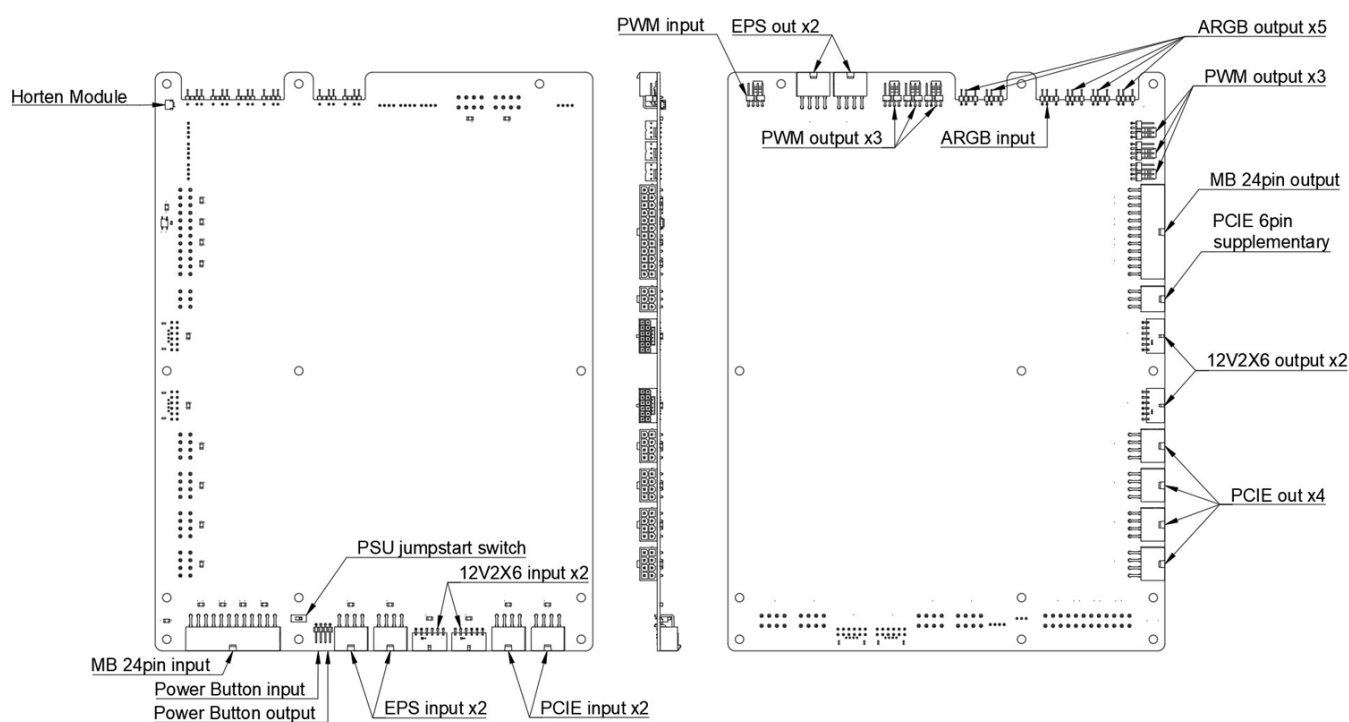 PWM input
EPS out x2
ARGB output x5
Horten Module
PWM output x3
PWM output x3
ARGB input
MB 24pin output
PCIE 6pin
supplementary
12V2X6 output x2
PCIE out x4
PSU jumpstart switch
12V2X6 input x2
MB 24pin input
Power Button input
Power Button output
EPS input x2
PCIE input x2